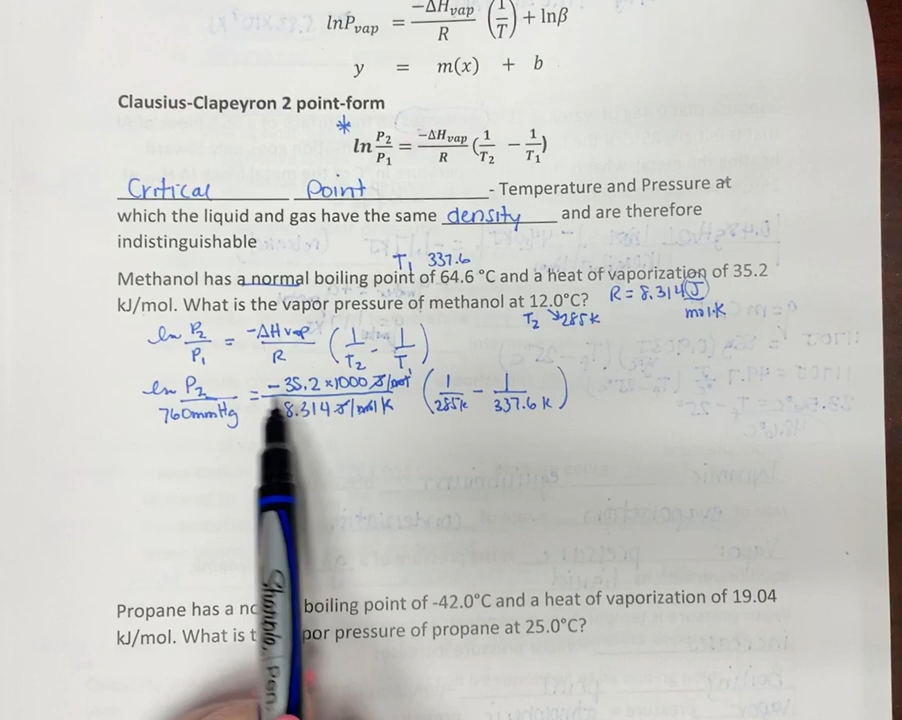 lnP_vap = -ΔH_vap / R (1/T) + lnβ
y = m(x) + b
Clausius-Clapeyron 2 point-form
* ln P₂/P₁ = -ΔH_vap / R (1/T₂ - 1/T₁)
Critical Point - Temperature and Pressure at
which the liquid and gas have the same density and are therefore
indistinguishable
T₁ 337.6
Methanol has a normal boiling point of 64.6 °C and a heat of vaporization of 35.2
kJ/mol. What is the vapor pressure of methanol at 12.0°C? R = 8.314 J/mol·K
T₂ 285K
ln P₂/P₁ = -ΔHvap / R (1/T₂ - 1/T)
ln P₂/760mmHg = -35.2×1000 J/mol / 8.314 J/mol K (1/285K - 1/337.6 K)
Propane has a no boiling point of -42.0°C and a heat of vaporization of 19.04
kJ/mol. What is t por pressure of propane at 25.0°C?
Sharpie. Pen